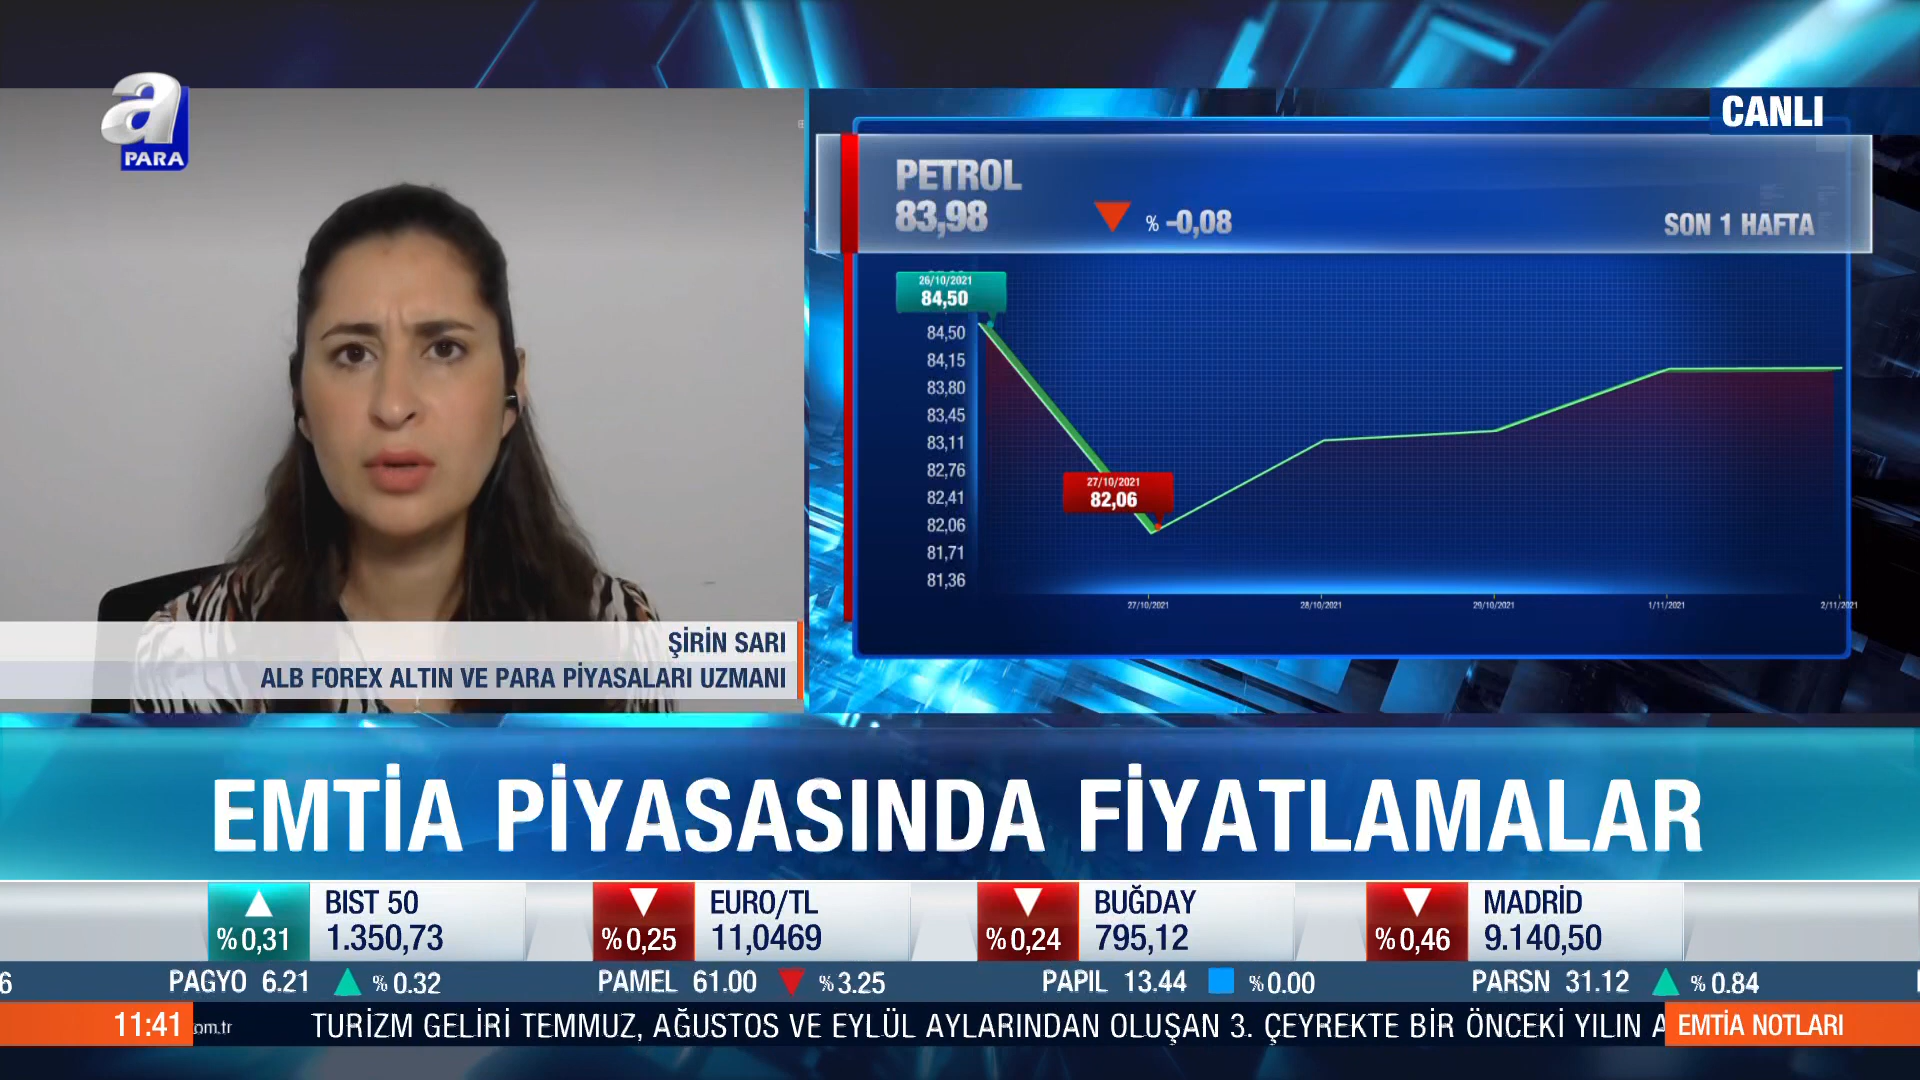 a
PARA
CANLI
PETROL
83,98
% -0,08
SON 1 HAFTA
26/10/2021
84,50
84,50
84,15
83,80
83,45
83,11
82,76
82,41
82,06
81,71
81,36
27/10/2021
82,06
27/10/2021 28/10/2021 29/10/2021 1/11/2021 2/11/2021
ŞİRİN SARI
ALB FOREX ALTIN VE PARA PİYASALARI UZMANI
EMTİA PİYASASINDA FİYATLAMALAR
%0,31 BIST 50 1.350,73
%0,25 EURO/TL 11,0469
%0,24 BUĞDAY 795,12
%0,46 MADRİD 9.140,50
6 PAGYO 6.21 %0.32 PAMEL 61.00 %3.25 PAPIL 13.44 %0.00 PARSN 31.12 %0.84
11:41 om.tr TURİZM GELİRİ TEMMUZ, AĞUSTOS VE EYLÜL AYLARINDAN OLUŞAN 3. ÇEYREKTE BİR ÖNCEKİ YILIN A EMTİA NOTLARI